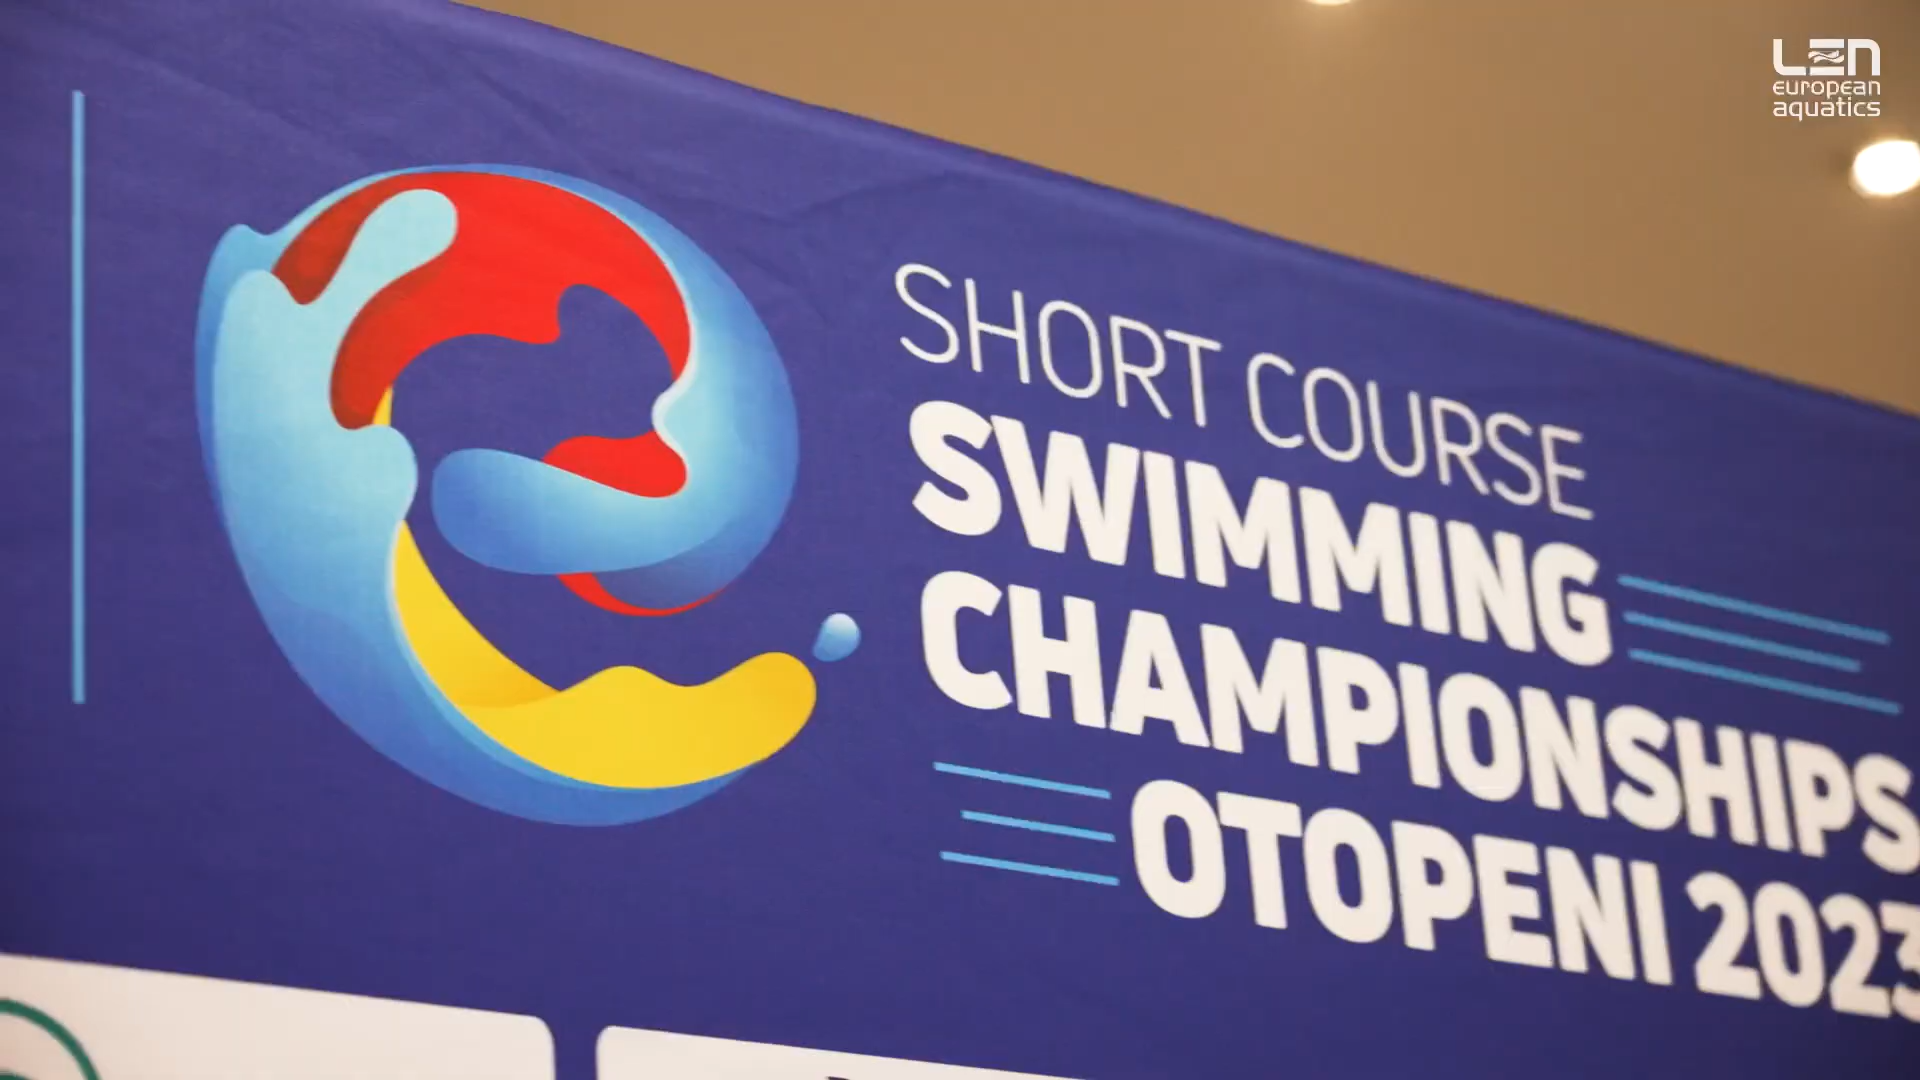 LEN
european
aquatics
SHORT COURSE
SWIMMING
CHAMPIONSHIPS
OTOPENI 2023